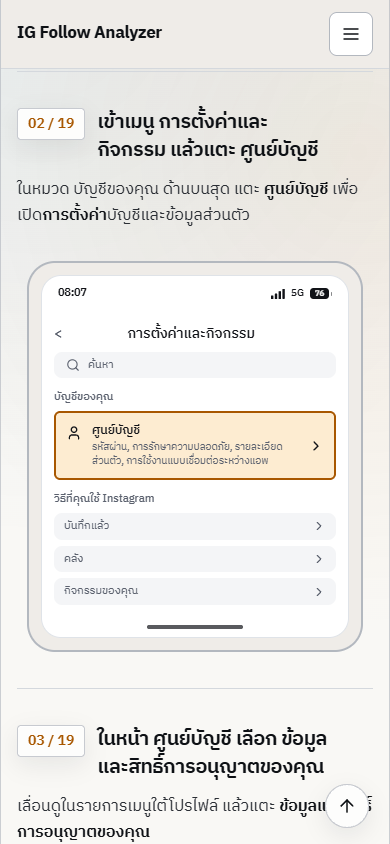 IG Follow Analyzer
02 / 19
เข้าเมนู การตั้งค่าและ
กิจกรรม แล้วแตะ ศูนย์บัญชี
ในหมวด บัญชีของคุณ ด้านบนสุด แตะ ศูนย์บัญชี เพื่อ
เปิดการตั้งค่าบัญชีและข้อมูลส่วนตัว
08:07
5G 76
< การตั้งค่าและกิจกรรม
ค้นหา
บัญชีของคุณ
ศูนย์บัญชี
รหัสผ่าน, การรักษาความปลอดภัย, รายละเอียด
ส่วนตัว, การใช้งานแบบเชื่อมต่อระหว่างแอพ
วิธีที่คุณใช้ Instagram
บันทึกแล้ว
คลัง
กิจกรรมของคุณ
03 / 19
ในหน้า ศูนย์บัญชี เลือก ข้อมูล
และสิทธิ์การอนุญาตของคุณ
เลื่อนดูในรายการเมนูใต้โปรไฟล์ แล้วแตะ
การอนุญาตของคุณ